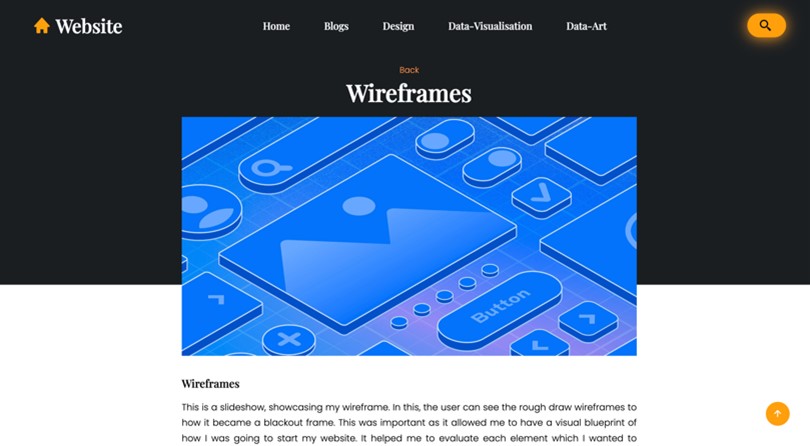 Website
Home Blogs Design Data-Visualisation Data-Art
Back
Wireframes
Button
Wireframes
This is a slideshow, showcasing my wireframe. In this, the user can see the rough draw wireframes to
how it became a blackout frame. This was important as it allowed me to have a visual blueprint of
how I was going to start my website. It helped me to evaluate each element which I wanted to